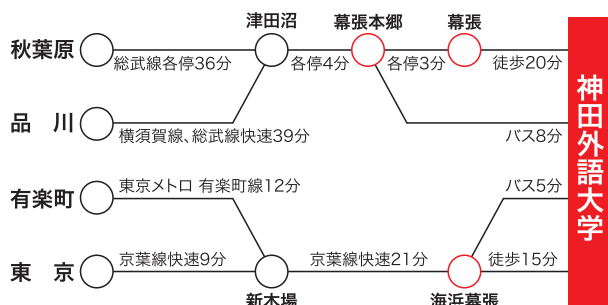 津田沼
幕張本郷
幕張
秋葉原
総武線各停36分
各停4分
各停3分
徒歩20分
品 川
横須賀線、総武線快速39分
バス8分
有楽町
東京メトロ 有楽町線12分
バス5分
東 京
京葉線快速9分
京葉線快速21分
徒歩15分
新木場
海浜幕張
神田外語大学